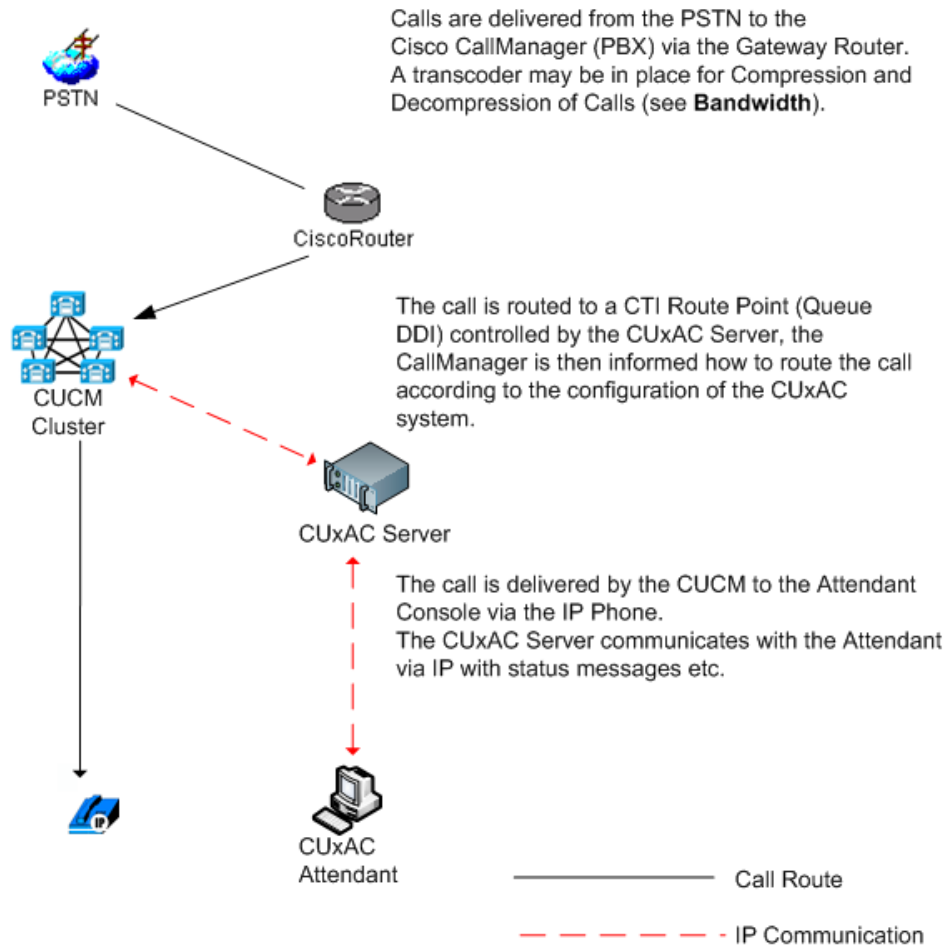 Calls are delivered from the PSTN to the
Cisco CallManager (PBX) via the Gateway Router.
A transcoder may be in place for Compression and
Decompression of Calls (see Bandwidth).
PSTN
CiscoRouter
The call is routed to a CTI Route Point (Queue
DDI) controlled by the CUxAC Server, the
CallManager is then informed how to route the call
according to the configuration of the CUxAC
system.
CUCM
Cluster
CUxAC Server
The call is delivered by the CUCM to the Attendant
Console via the IP Phone.
The CUxAC Server communicates with the Attendant
via IP with status messages etc.
IP
CUxAC
Attendant
Call Route
IP Communication